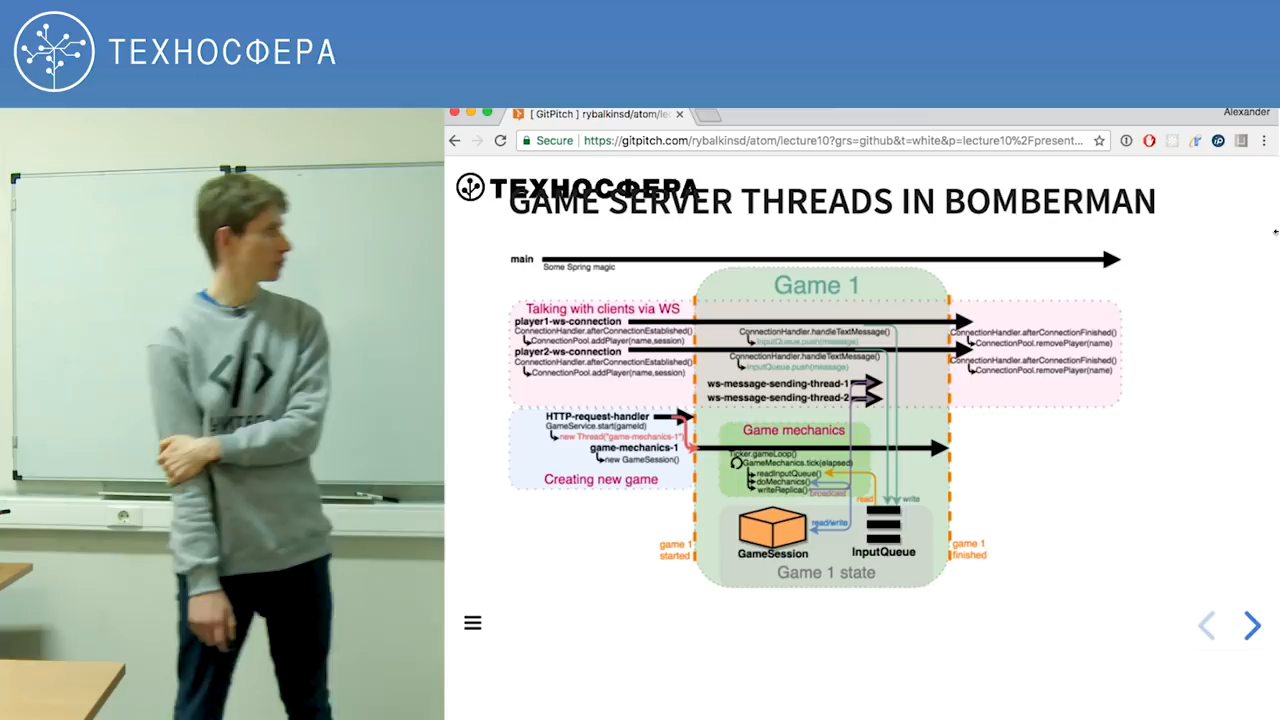 ТЕХНОСФЕРА
[ GitPitch ] rybalkinsd/atom/lec
Alexander
Secure
https://gitpitch.com/rybalkinsd/atom/lecture10?grs=github&t=white&p=lecture10%2Fpresent...
ТЕХНОСФЕРА
GAME SERVER THREADS IN BOMBERMAN
main
Some Spring magic
Game 1
Talking with clients via WS
player1-ws-connection
ConnectionHandler.afterConnectionEstablished()
ConnectionPool.addPlayer(name,session)
ConnectionHandler.handleTextMessage()
InputQueue.push(message)
ConnectionHandler.afterConnectionFinished()
ConnectionPool.removePlayer(name)
player2-ws-connection
ConnectionHandler.afterConnectionEstablished()
ConnectionPool.addPlayer(name,session)
ConnectionHandler.handleTextMessage()
InputQueue.push(message)
ConnectionHandler.afterConnectionFinished()
ConnectionPool.removePlayer(name)
ws-message-sending-thread-1
ws-message-sending-thread-2
HTTP-request-handler
GameService.start(gameId)
new Thread("game-mechanics-1")
game-mechanics-1
new GameSession()
Creating new game
Game mechanics
Ticker.gameLoop()
GameMechanics.tick(elapsed)
readInputQueue()
doMechanics()
writeReplica()
broadcast
read
write
read/write
GameSession
InputQueue
Game 1 state
game 1
started
game 1
finished